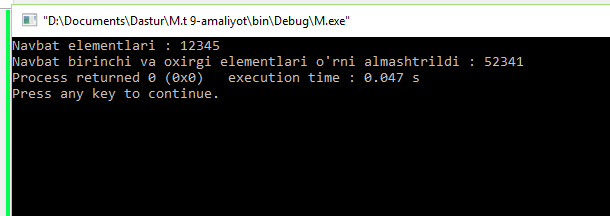 "D:\Documents\Dastur\M.t 9-amaliyot\bin\Debug\M.exe"
Navbat elementlari : 12345
Navbat birinchi va oxirgi elementlari o'rni almashtrildi : 52341
Process returned 0 (0x0)   execution time : 0.047 s
Press any key to continue.